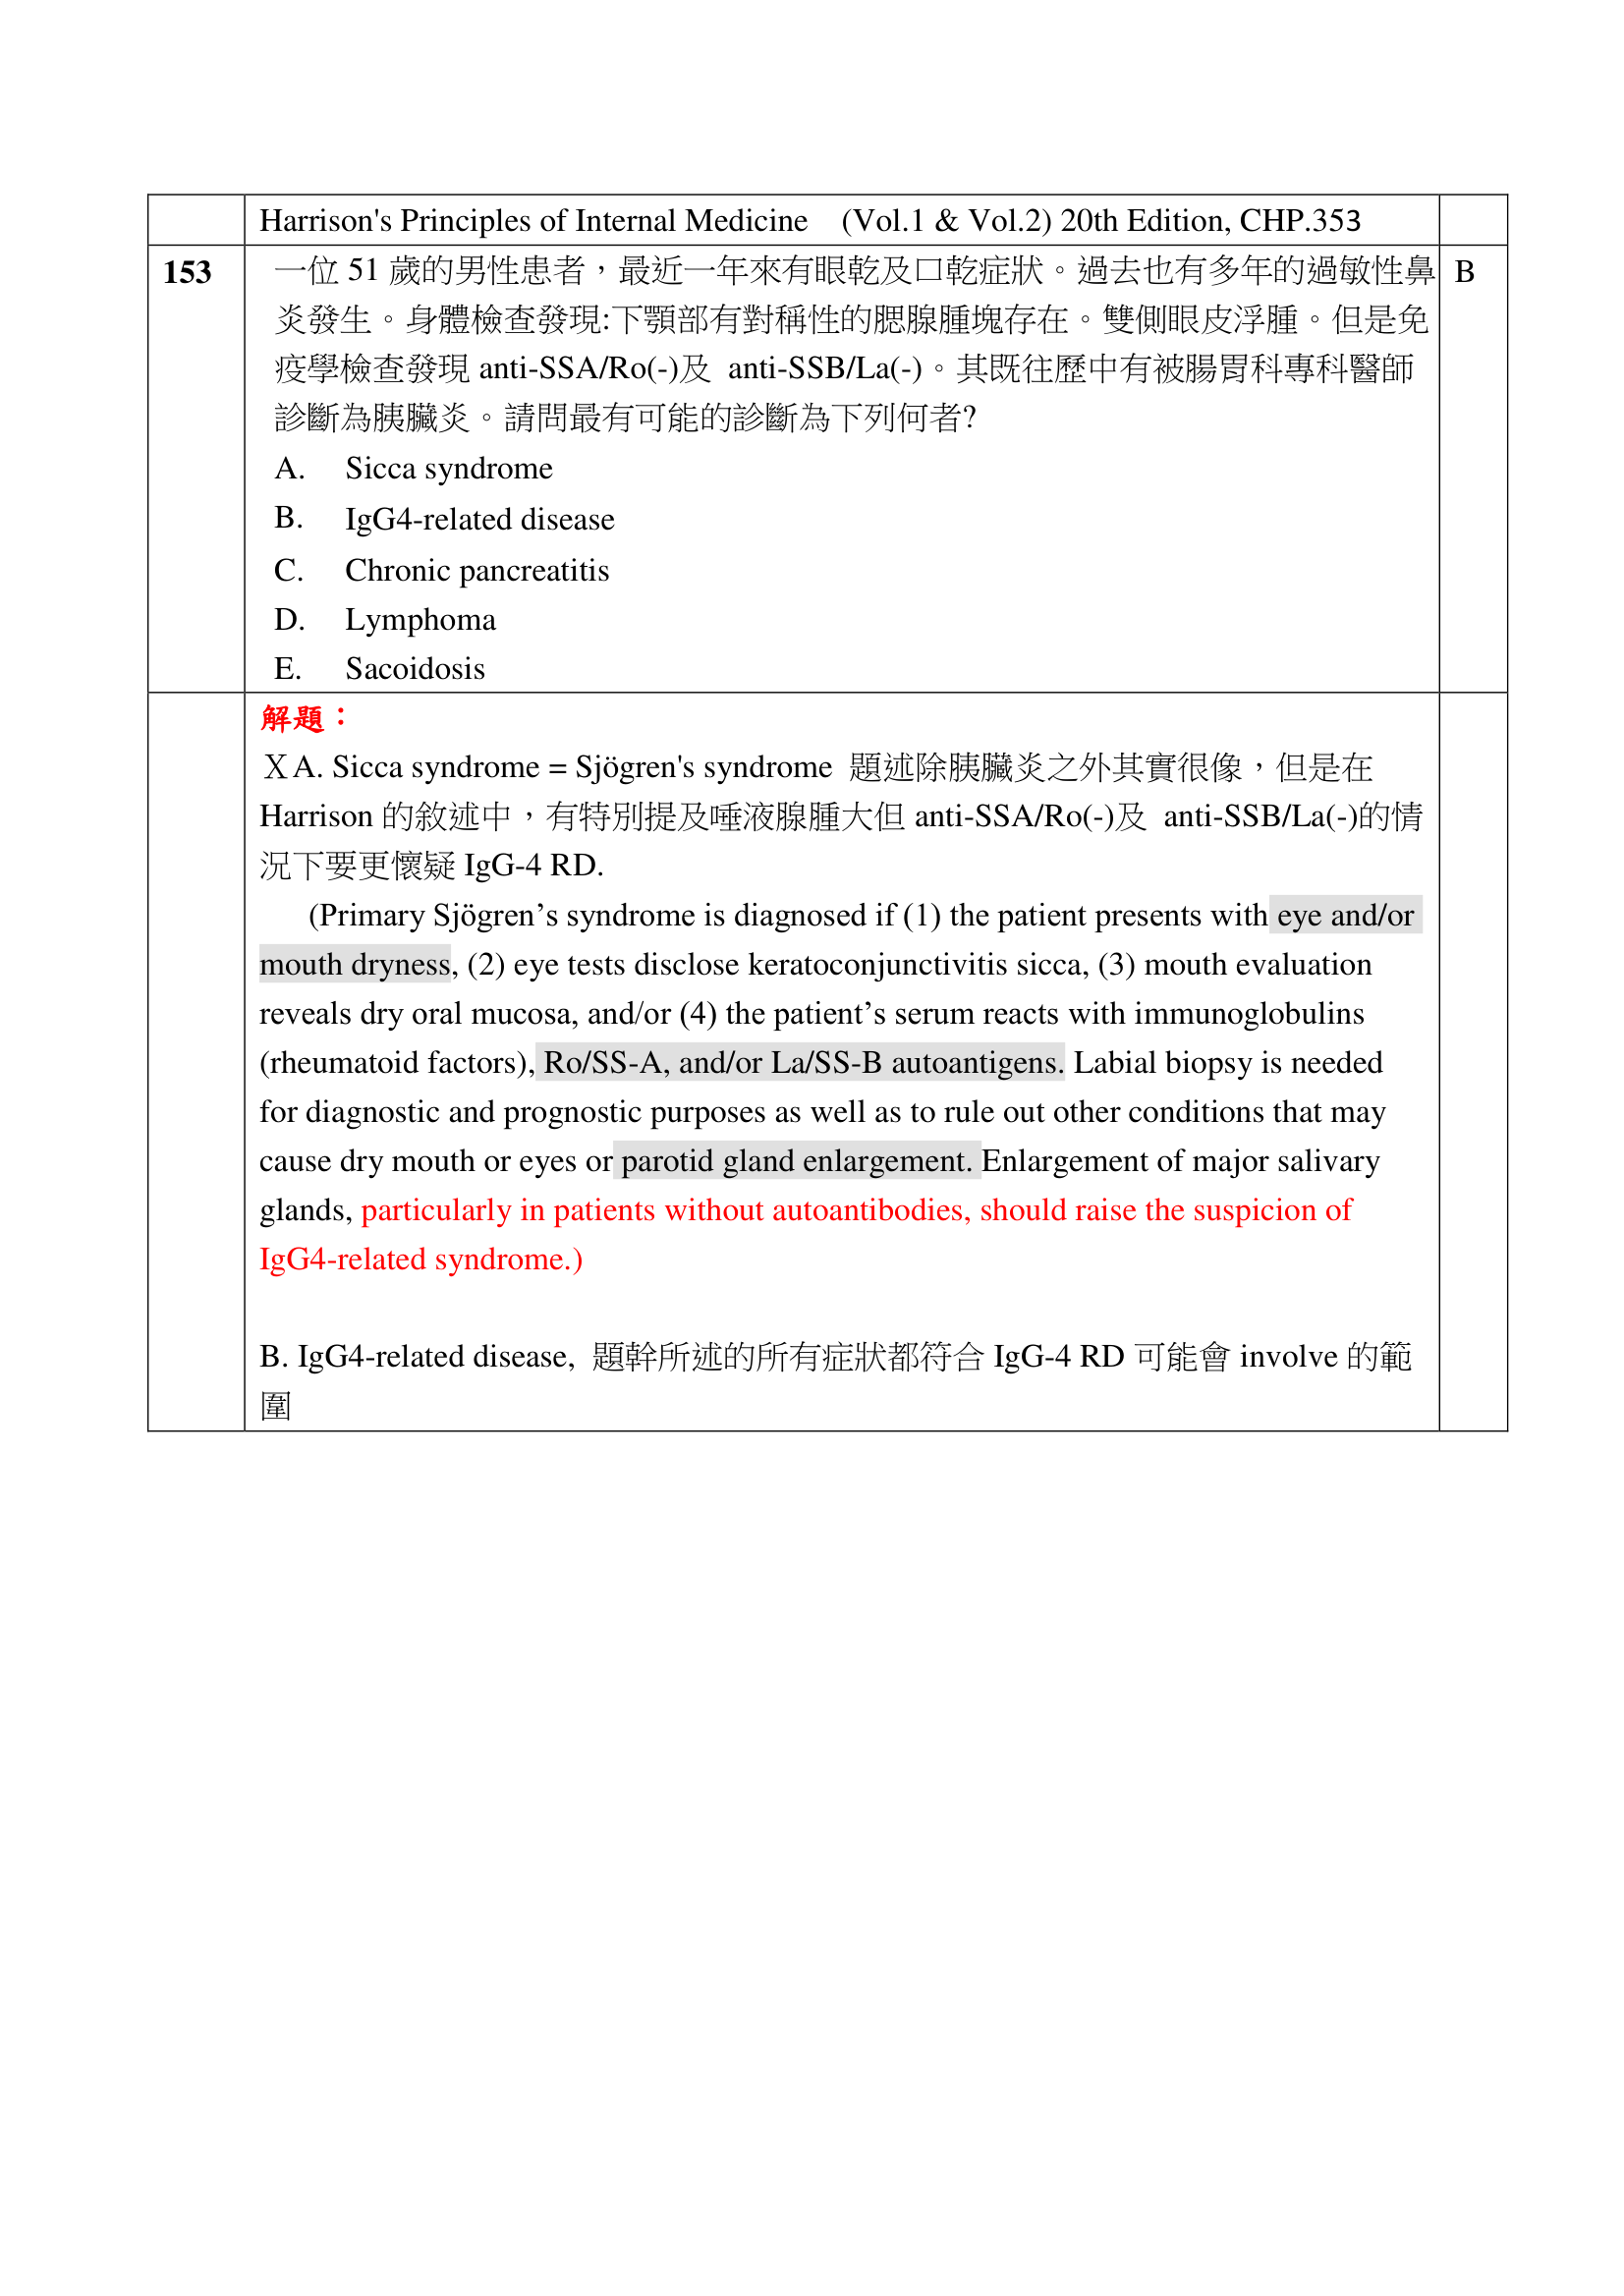 Harrison's Principles of Internal Medicine (Vol.1 & Vol.2) 20th Edition, CHP.353
153 一位 51 歲的男性患者，最近一年來有眼乾及口乾症狀。過去也有多年的過敏性鼻 B
炎發生。身體檢查發現:下顎部有對稱性的腮腺腫塊存在。雙側眼皮浮腫。但是免
疫學檢查發現 anti-SSA/Ro(-)及 anti-SSB/La(-)。其既往歷中有被腸胃科專科醫師
診斷為胰臟炎。請問最有可能的診斷為下列何者?
A. Sicca syndrome
B. IgG4-related disease
C. Chronic pancreatitis
D. Lymphoma
E. Sacoidosis
解題：
ＸA. Sicca syndrome = Sjögren's syndrome 題述除胰臟炎之外其實很像，但是在
Harrison 的敘述中，有特別提及唾液腺腫大但 anti-SSA/Ro(-)及 anti-SSB/La(-)的情
況下要更懷疑 IgG-4 RD.
(Primary Sjögren’s syndrome is diagnosed if (1) the patient presents with eye and/or
mouth dryness, (2) eye tests disclose keratoconjunctivitis sicca, (3) mouth evaluation
reveals dry oral mucosa, and/or (4) the patient’s serum reacts with immunoglobulins
(rheumatoid factors), Ro/SS-A, and/or La/SS-B autoantigens. Labial biopsy is needed
for diagnostic and prognostic purposes as well as to rule out other conditions that may
cause dry mouth or eyes or parotid gland enlargement. Enlargement of major salivary
glands, particularly in patients without autoantibodies, should raise the suspicion of
IgG4-related syndrome.)
B. IgG4-related disease, 題幹所述的所有症狀都符合 IgG-4 RD 可能會 involve 的範
圍